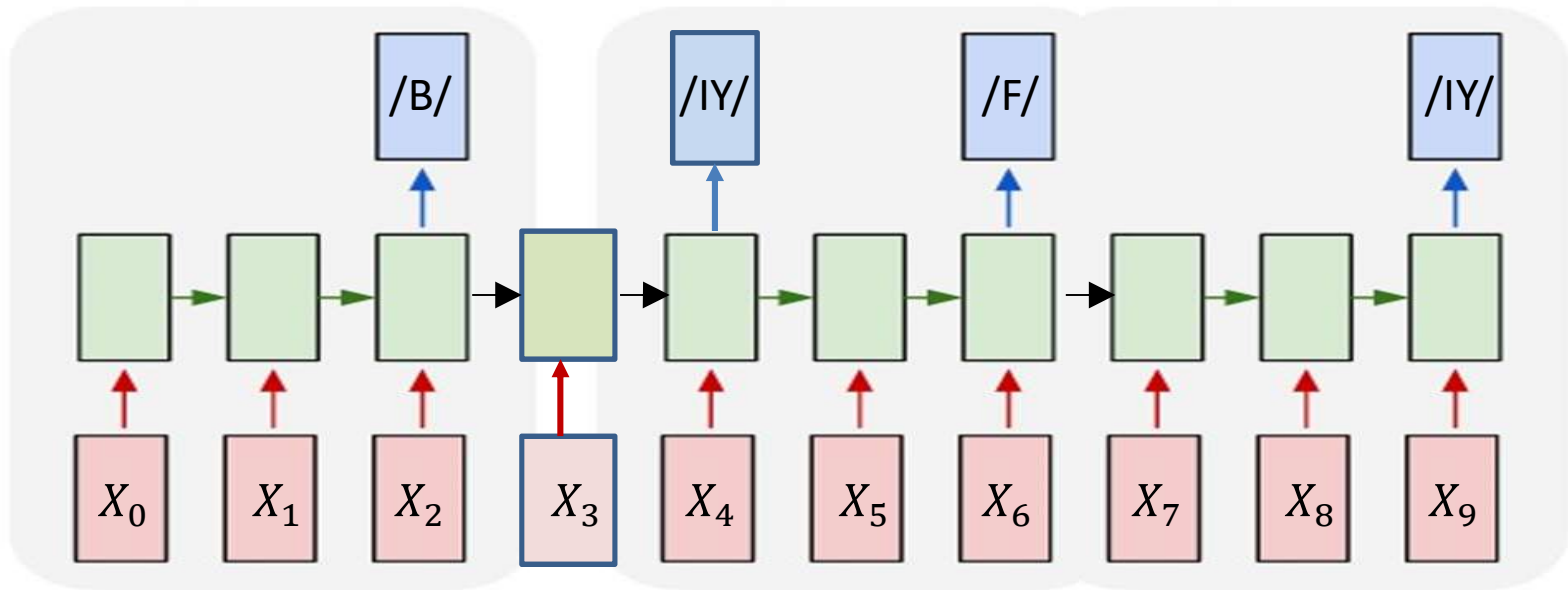 /B/ /IY/ /F/ /IY/
X₀ X₁ X₂ X₃ X₄ X₅ X₆ X₇ X₈ X₉